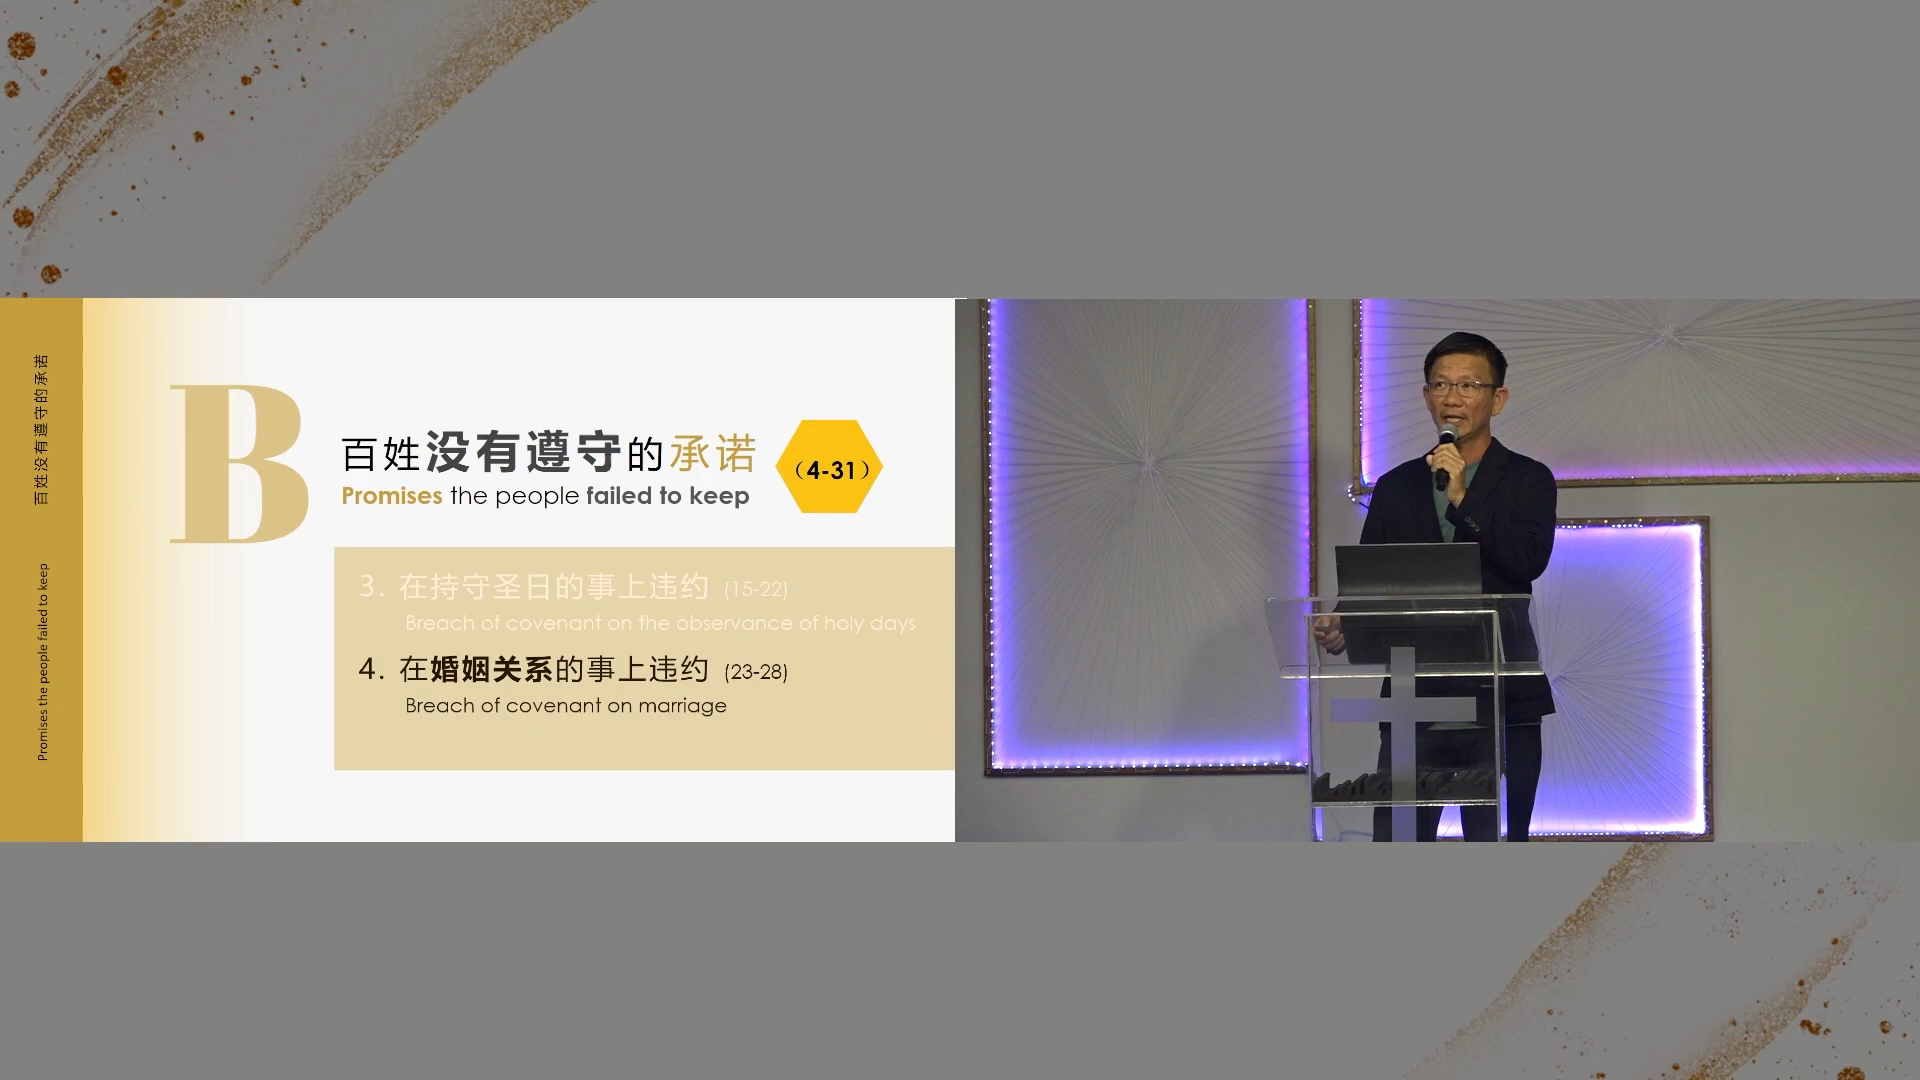 百姓没有遵守的承诺
Promises the people failed to keep
B
百姓没有遵守的承诺
（4-31）
Promises the people failed to keep
3. 在持守圣日的事上违约 (15-22)
Breach of covenant on the observance of holy days
4. 在婚姻关系的事上违约 (23-28)
Breach of covenant on marriage